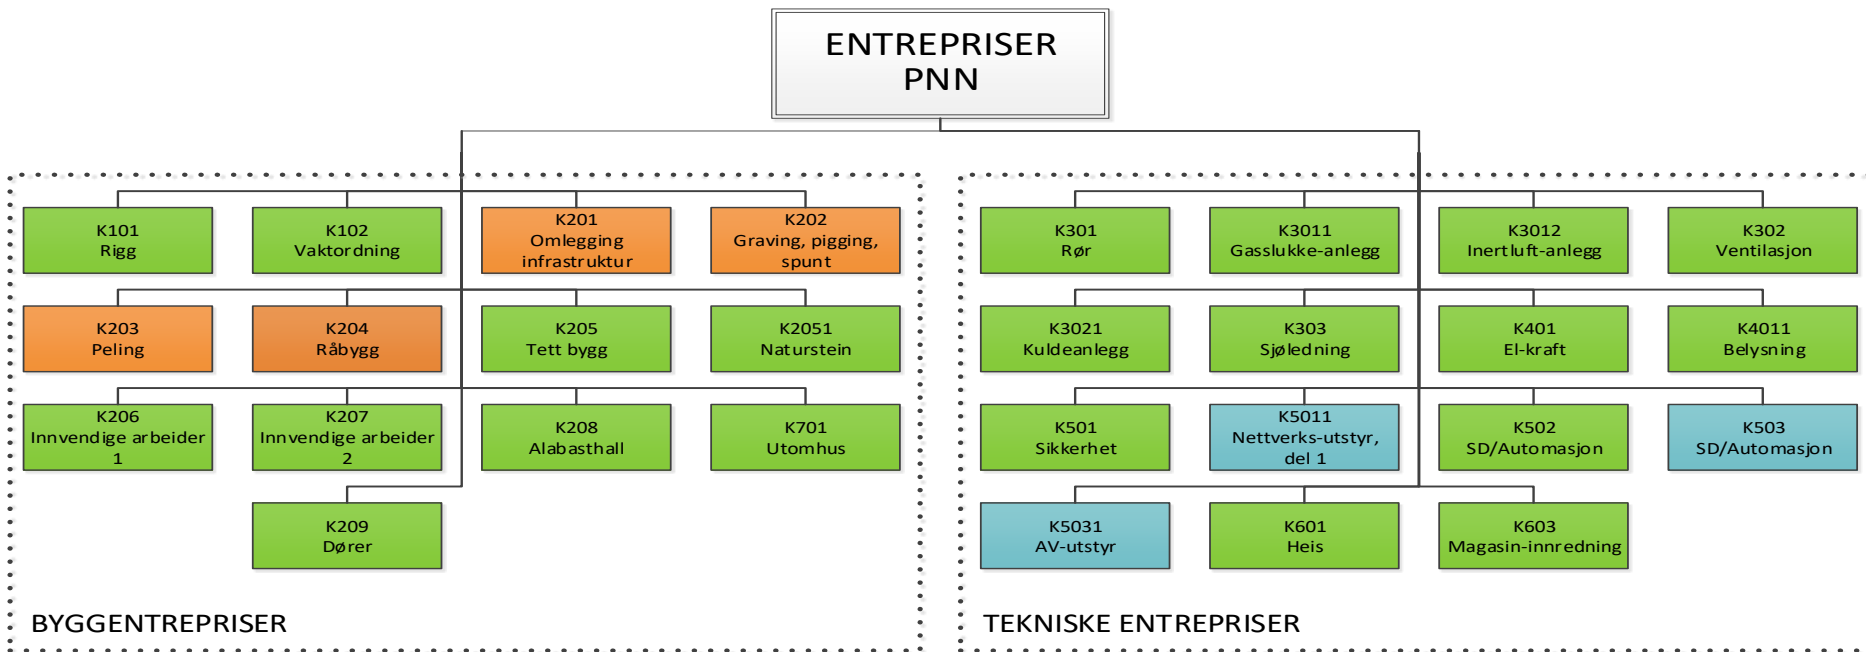 ENTREPRISER
PNN
K101
Rigg
K102
Vaktordning
K201
Omlegging
infrastruktur
K202
Graving, pigging,
spunt
K203
Peling
K204
Råbygg
K205
Tett bygg
K2051
Naturstein
K206
Innvendige arbeider
1
K207
Innvendige arbeider
2
K208
Alabasthall
K701
Utomhus
K209
Dører
BYGGENTREPRISER
K301
Rør
K3011
Gasslukke-anlegg
K3012
Inertluft-anlegg
K302
Ventilasjon
K3021
Kuldeanlegg
K303
Sjøledning
K401
El-kraft
K4011
Belysning
K501
Sikkerhet
K5011
Nettverks-utstyr,
del 1
K502
SD/Automasjon
K503
SD/Automasjon
K5031
AV-utstyr
K601
Heis
K603
Magasin-innredning
TEKNISKE ENTREPRISER